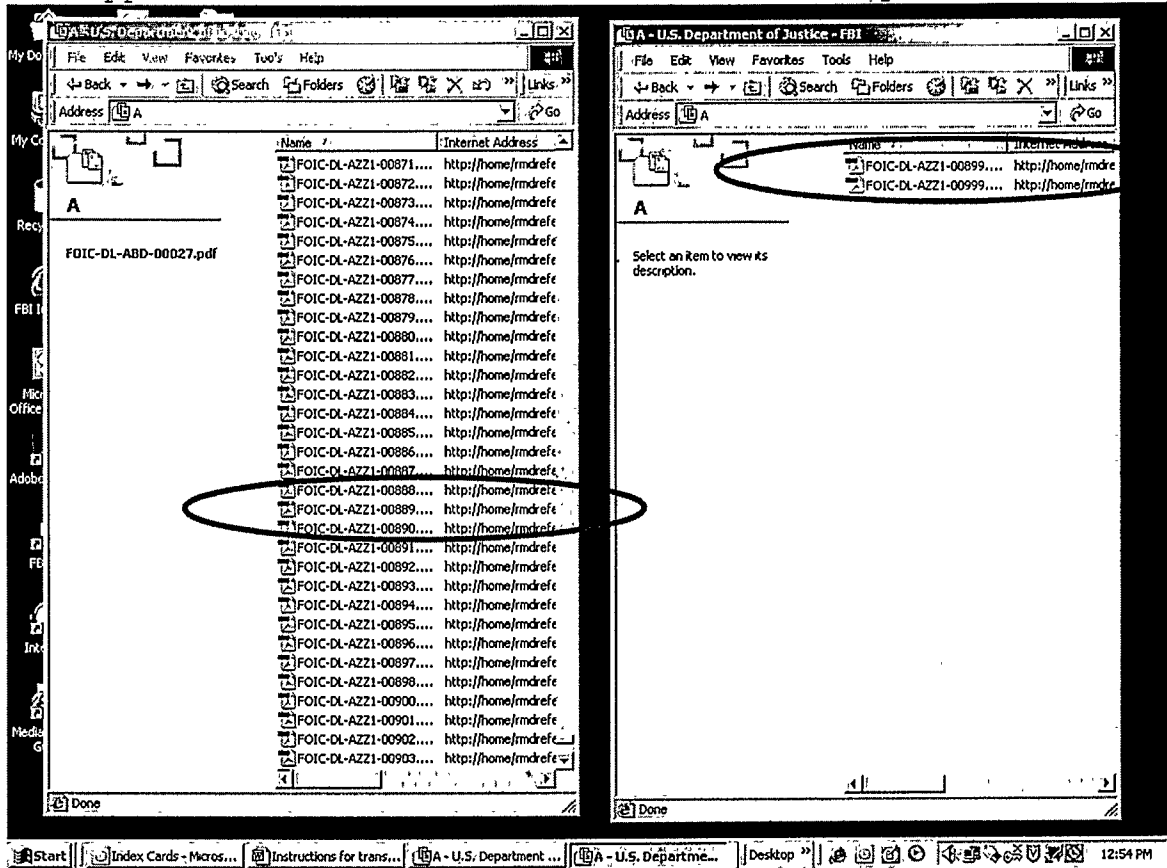 My Do
My Co
Recy
FBI I
Mic
Office
Adobe
Inte
Media
G
A - U.S. Department of
File Edit View Favorites Tools Help
Back Search Folders Links
Address A Go
Name / Internet Address
A
FOIC-DL-ABD-00027.pdf
FOIC-DL-AZZ1-00871.... http://home/rmdrefe
FOIC-DL-AZZ1-00872.... http://home/rmdrefe
FOIC-DL-AZZ1-00873.... http://home/rmdrefe
FOIC-DL-AZZ1-00874.... http://home/rmdrefe
FOIC-DL-AZZ1-00875.... http://home/rmdrefe
FOIC-DL-AZZ1-00876.... http://home/rmdrefe
FOIC-DL-AZZ1-00877.... http://home/rmdrefe
FOIC-DL-AZZ1-00878.... http://home/rmdrefe
FOIC-DL-AZZ1-00879.... http://home/rmdrefe
FOIC-DL-AZZ1-00880.... http://home/rmdrefe
FOIC-DL-AZZ1-00881.... http://home/rmdrefe
FOIC-DL-AZZ1-00882.... http://home/rmdrefe
FOIC-DL-AZZ1-00883.... http://home/rmdrefe
FOIC-DL-AZZ1-00884.... http://home/rmdrefe
FOIC-DL-AZZ1-00885.... http://home/rmdrefe
FOIC-DL-AZZ1-00886.... http://home/rmdrefe
FOIC-DL-AZZ1-00887.... http://home/rmdrefe
FOIC-DL-AZZ1-00888.... http://home/rmdrefe
FOIC-DL-AZZ1-00889.... http://home/rmdrefe
FOIC-DL-AZZ1-00890.... http://home/rmdrefe
FOIC-DL-AZZ1-00891.... http://home/rmdrefe
FOIC-DL-AZZ1-00892.... http://home/rmdrefe
FOIC-DL-AZZ1-00893.... http://home/rmdrefe
FOIC-DL-AZZ1-00894.... http://home/rmdrefe
FOIC-DL-AZZ1-00895.... http://home/rmdrefe
FOIC-DL-AZZ1-00896.... http://home/rmdrefe
FOIC-DL-AZZ1-00897.... http://home/rmdrefe
FOIC-DL-AZZ1-00898.... http://home/rmdrefe
FOIC-DL-AZZ1-00900.... http://home/rmdrefe
FOIC-DL-AZZ1-00901.... http://home/rmdrefe
FOIC-DL-AZZ1-00902.... http://home/rmdrefe
FOIC-DL-AZZ1-00903.... http://home/rmdrefe
Done
A - U.S. Department of Justice - FBI
File Edit View Favorites Tools Help
Back Search Folders Links
Address A Go
Name Internet Address
FOIC-DL-AZZ1-00899.... http://home/rmdre
FOIC-DL-AZZ1-00999.... http://home/rmdre
A
Select an item to view its
description.
Done
Start Index Cards - Micros... Instructions for trans... A - U.S. Department ... A - U.S. Departme... Desktop 12:54 PM